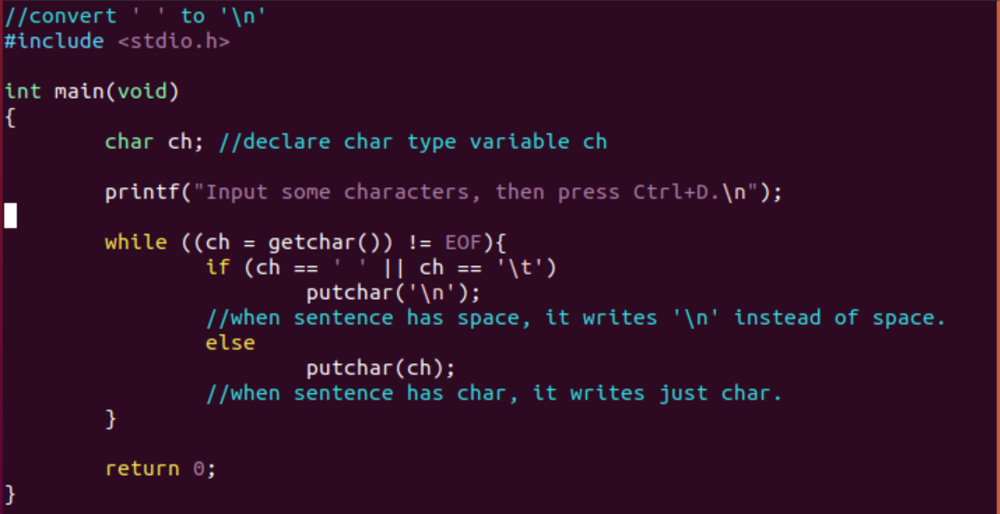 //convert ' ' to '\n'
#include <stdio.h>
int main(void)
{
char ch; //declare char type variable ch
printf("Input some characters, then press Ctrl+D.\n");
while ((ch = getchar()) != EOF){
if (ch == ' ' || ch == '\t')
putchar('\n');
//when sentence has space, it writes '\n' instead of space.
else
putchar(ch);
//when sentence has char, it writes just char.
}
return 0;
}